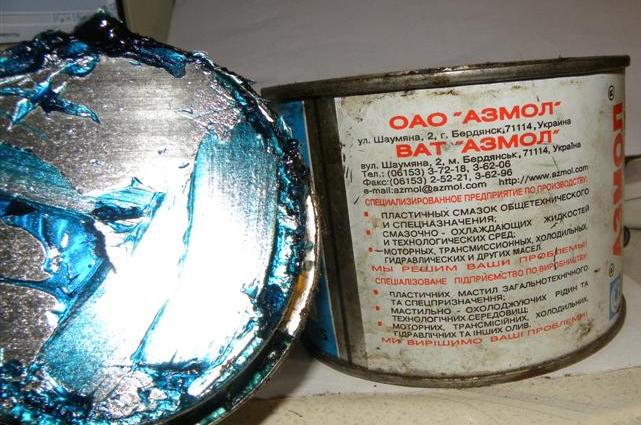 ОАО "АЗМОЛ"
ул. Шаумяна, 2, г. Бердянск,71114, Украина
ВАТ "АЗМОЛ"
вул. Шаумяна, 2, м. Бердянськ, 71114, Україна
Тел.: (06153) 3-72-18, 3-62-06
Факс:(06153) 2-52-21, 3-62-96
e-mail:azmol@azmol.com http://www.azmol.com
СПЕЦИАЛИЗИРОВАННОЕ ПРЕДПРИЯТИЕ ПО ПРОИЗВОДСТВУ:
ПЛАСТИЧНЫХ СМАЗОК ОБЩЕТЕХНИЧЕСКОГО
И СПЕЦНАЗНАЧЕНИЯ;
СМАЗОЧНО - ОХЛАЖДАЮЩИХ ЖИДКОСТЕЙ
И ТЕХНОЛОГИЧЕСКИХ СРЕД;
МОТОРНЫХ, ТРАНСМИССИОННЫХ, ХОЛОДИЛЬНЫХ,
ГИДРАВЛИЧЕСКИХ И ДРУГИХ МАСЕЛ.
МЫ РЕШИМ ВАШИ ПРОБЛЕМЫ!
СПЕЦІАЛІЗОВАНЕ ПІДПРИЄМСТВО ПО ВИРОБНИЦТВУ:
ПЛАСТИЧНИХ МАСТИЛ ЗАГАЛЬНОТЕХНІЧНОГО
ТА СПЕЦПРИЗНАЧЕННЯ;
МАСТИЛЬНО - ОХОЛОДЖУЮЧИХ РІДИН ТА
ТЕХНОЛОГІЧНИХ СЕРЕДОВИЩ;
МОТОРНИХ, ТРАНСМІСІЙНИХ, ХОЛОДИЛЬНИХ,
ГІДРАВЛІЧНИХ ТА ІНШИХ ОЛИВ.
МИ ВИРІШИМО ВАШІ ПРОБЛЕМИ!
АЗМОЛ
®